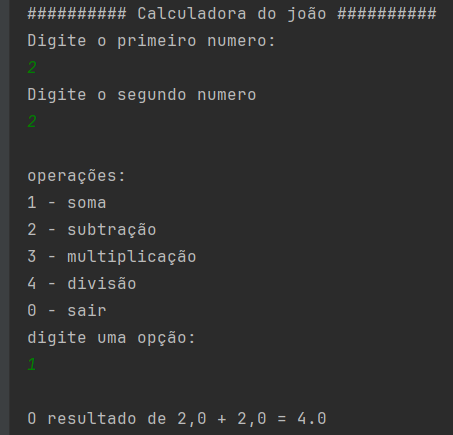 ########## Calculadora do joão ##########
Digite o primeiro numero:
2
Digite o segundo numero
2
operações:
1 - soma
2 - subtração
3 - multiplicação
4 - divisão
0 - sair
digite uma opção:
1
O resultado de 2,0 + 2,0 = 4.0